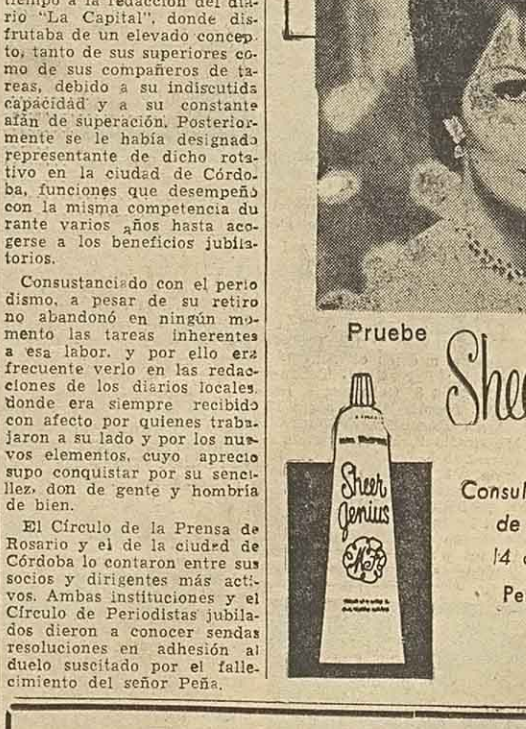 tiempo a la redacción del dia-
rio "La Capital", donde dis-
frutaba de un elevado concep-
to, tanto de sus superiores co-
mo de sus compañeros de ta-
reas, debido a su indiscutida
capacidad y a su constante
afán de superación. Posterior-
mente se le había designado
representante de dicho rota-
tivo en la ciudad de Córdo-
ba, funciones que desempeñó
con la misma competencia du
rante varios años hasta aco-
gerse a los beneficios jubila-
torios.
Consustanciado con el perio
dismo, a pesar de su retiro
no abandonó en ningún mo-
mento las tareas inherentes
a esa labor, y por ello era
frecuente verlo en las redac-
ciones de los diarios locales,
donde era siempre recibido
con afecto por quienes traba-
jaron a su lado y por los nue-
vos elementos, cuyo aprecio
supo conquistar por su senci-
llez, don de gente y hombría
de bien.
El Círculo de la Prensa de
Rosario y el de la ciudad de
Córdoba lo contaron entre sus
socios y dirigentes más acti-
vos. Ambas instituciones y el
Círculo de Periodistas jubila-
dos dieron a conocer sendas
resoluciones en adhesión al
duelo suscitado por el falle-
cimiento del señor Peña.
Pruebe
Shee
Sheer
Genius
Consul
de
14
Pe